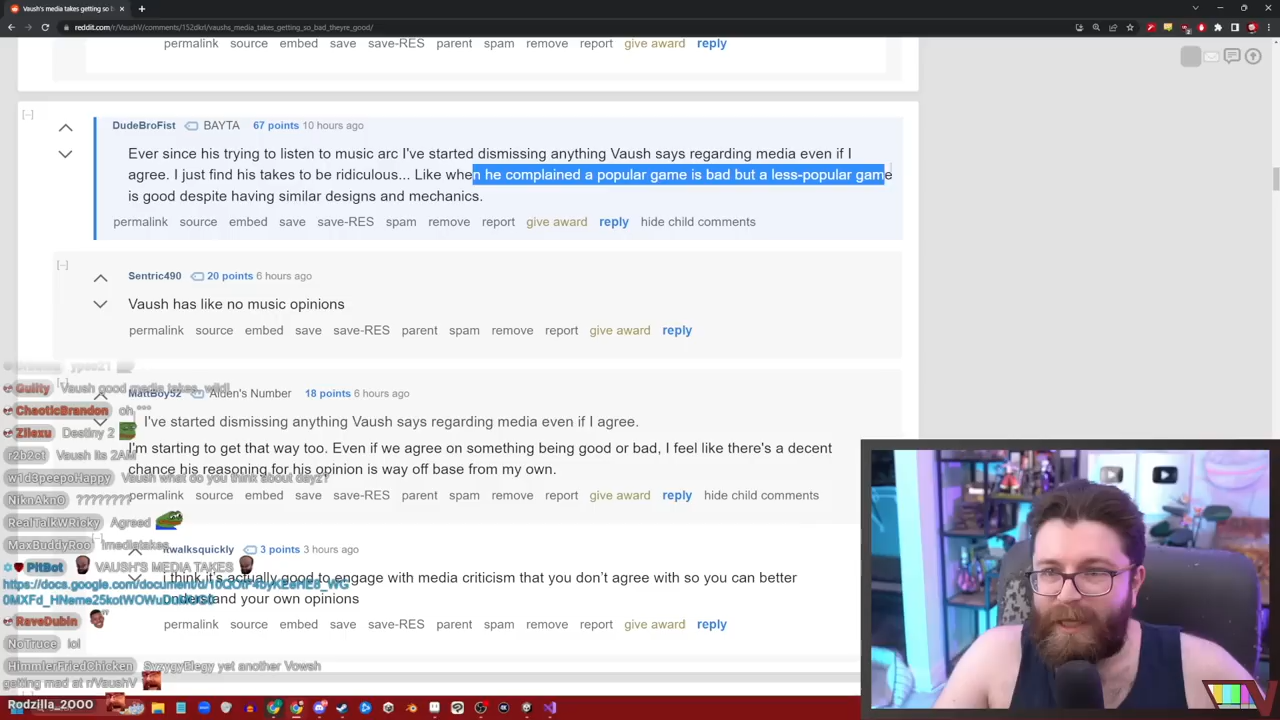 Vaush's media takes getting so b
reddit.com/r/VaushV/comments/152dkrl/vaushs_media_takes_getting_so_bad_theyre_good/
permalink source embed save save-RES parent spam remove report give award reply
[–]
DudeBroFist BAYTA 67 points 10 hours ago
Ever since his trying to listen to music arc I've started dismissing anything Vaush says regarding media even if I
agree. I just find his takes to be ridiculous... Like when he complained a popular game is bad but a less-popular game
is good despite having similar designs and mechanics.
permalink source embed save save-RES spam remove report give award reply hide child comments
[–]
Sentric490 20 points 6 hours ago
Vaush has like no music opinions
permalink source embed save save-RES parent spam remove report give award reply
MattBoy52 Aiden's Number 18 points 6 hours ago
I've started dismissing anything Vaush says regarding media even if I agree.
I'm starting to get that way too. Even if we agree on something being good or bad, I feel like there's a decent
chance his reasoning for his opinion is way off base from my own.
permalink source embed save save-RES parent spam remove report give award reply hide child comments
itwalksquickly 3 points 3 hours ago
I think it's actually good to engage with media criticism that you don't agree with so you can better
understand your own opinions
permalink source embed save save-RES parent spam remove report give award reply
Guilty Vaush good media takes, wild!
ChaoticBrandon oh
Zilexu Destiny 2
r2b2ct Vaush Its 2AM
w1d3peepoHappy Vaush what do you think about dayz?
NiknAknO ????????
RealTalkWRicky Agreed
MaxBuddyRoo !mediatakes
PitBot VAUSH'S MEDIA TAKES
RaveDubin
NoTruce lol
HimmlerFriedChicken SyzygyElegy yet another Vowsh
getting mad at r/VaushV
Rodzilla_2000